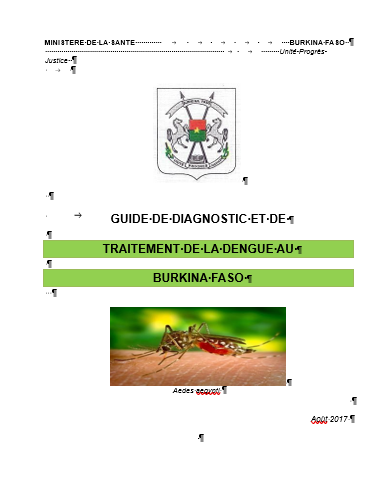 MINISTERE DE LA SANTE BURKINA FASO
Unité-Progrès-
Justice
GUIDE DE DIAGNOSTIC ET DE
TRAITEMENT DE LA DENGUE AU
BURKINA FASO
Aedes aegypti
Août 2017